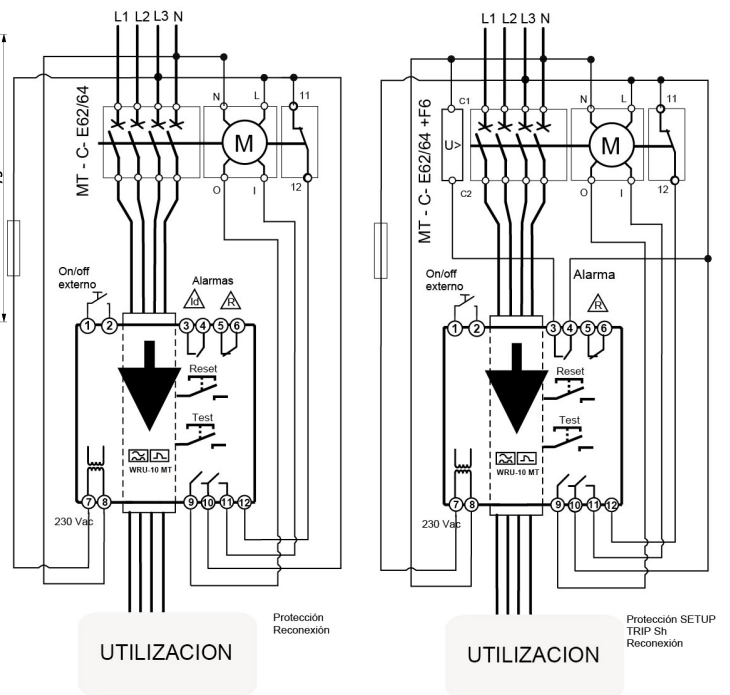 L1 L2 L3 N
N
L
11
MT - C- E62/64
M
O
I
12
On/off
externo
Alarmas
Id
R
1
2
3
4
5
6
Reset
Test
WRU-10 MT
7
8
9
10
11
12
230 Vac
Protección
Reconexión
UTILIZACION
L1 L2 L3 N
C1
N
L
11
MT - C- E62/64 +F6
U>
M
C2
O
I
12
On/off
externo
Alarma
R
1
2
3
4
5
6
Reset
Test
WRU-10 MT
7
8
9
10
11
12
230 Vac
Protección SETUP
TRIP Sh
Reconexión
UTILIZACION